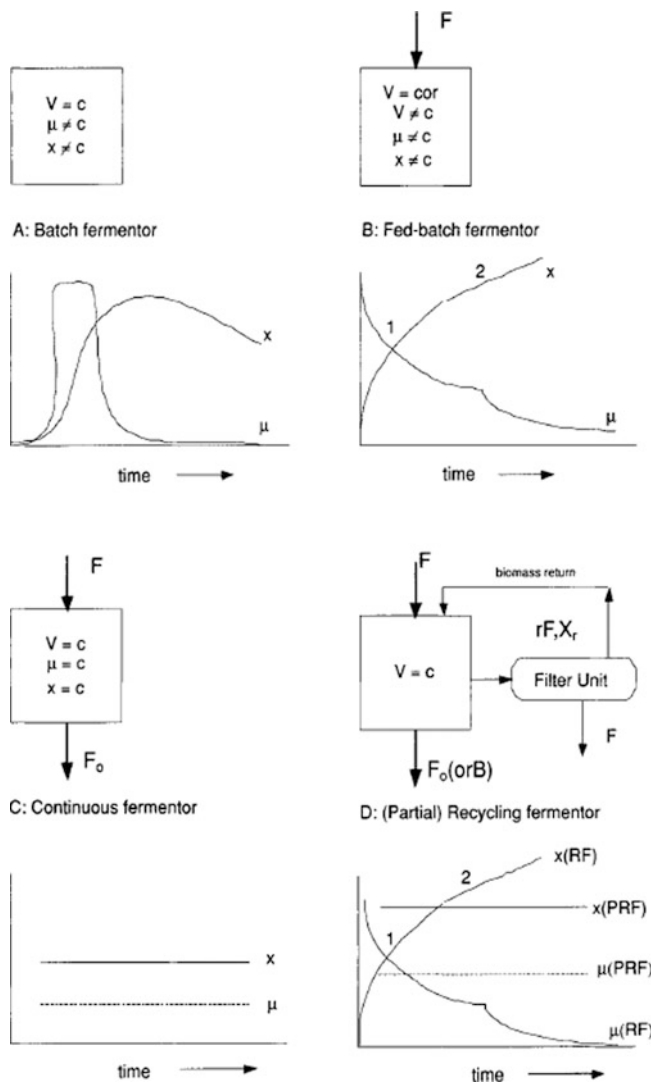 F
V = c
μ ≠ c
x ≠ c
V = cor
V ≠ c
μ ≠ c
x ≠ c
A: Batch fermentor
B: Fed-batch fermentor
x
μ
time
2
x
1
μ
time
F
V = c
μ = c
x = c
Fo
C: Continuous fermentor
F
biomass return
rF,Xr
V = c
Filter Unit
F
Fo(orB)
D: (Partial) Recycling fermentor
x
μ
time
x(RF)
2
x(PRF)
1
μ(PRF)
μ(RF)
time